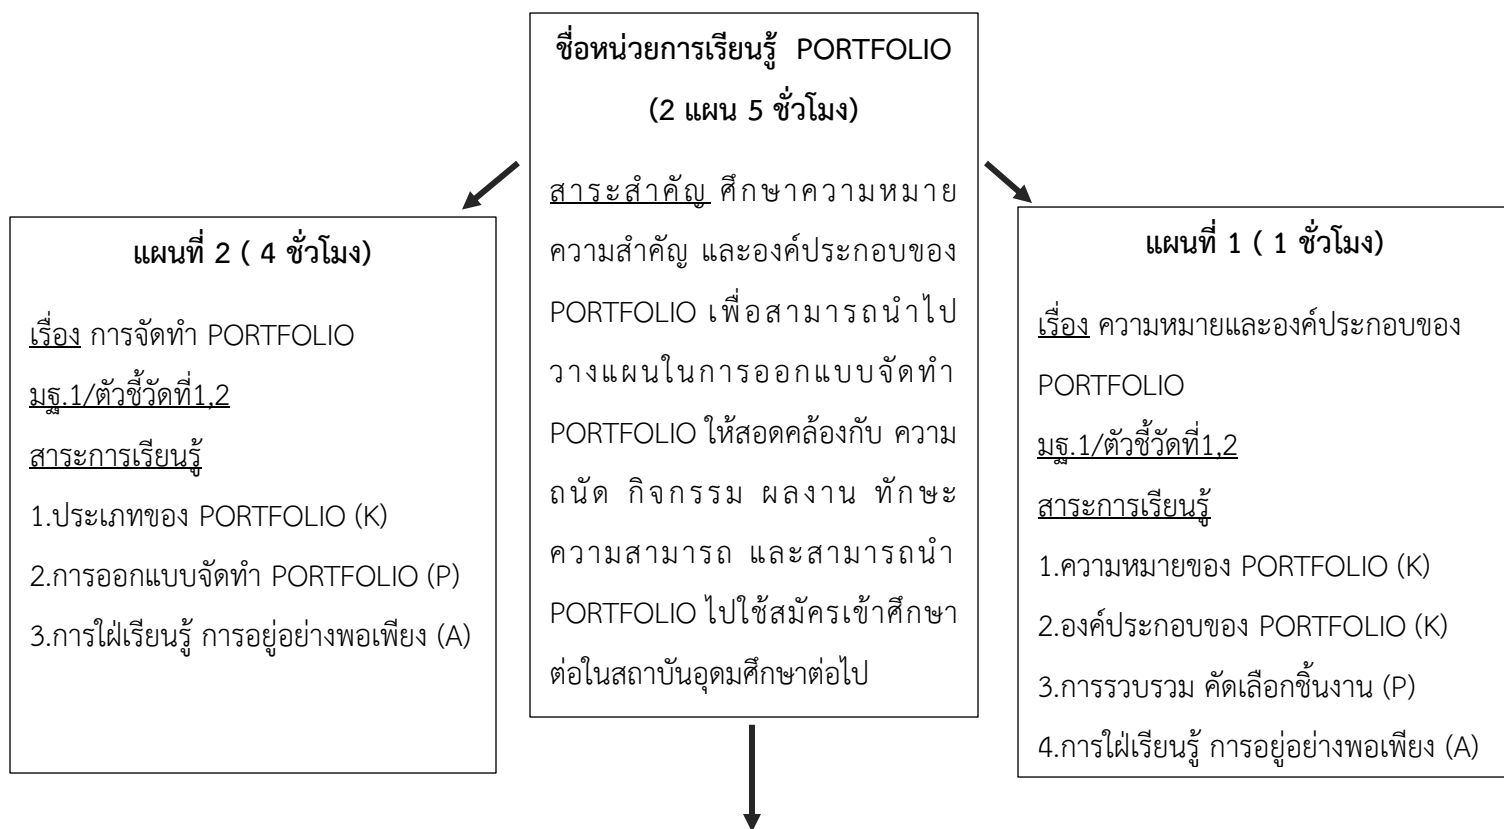 ชื่อหน่วยการเรียนรู้ PORTFOLIO
(2 แผน 5 ชั่วโมง)
สาระสำคัญ ศึกษาความหมาย
ความสำคัญ และองค์ประกอบของ
PORTFOLIO เพื่อสามารถนำไป
วางแผนในการออกแบบจัดทำ
PORTFOLIO ให้สอดคล้องกับ ความ
ถนัด กิจกรรม ผลงาน ทักษะ
ความสามารถ และสามารถนำ
PORTFOLIO ไปใช้สมัครเข้าศึกษา
ต่อในสถาบันอุดมศึกษาต่อไป
แผนที่ 2 ( 4 ชั่วโมง)
เรื่อง การจัดทำ PORTFOLIO
มฐ.1/ตัวชี้วัดที่1,2
สาระการเรียนรู้
1.ประเภทของ PORTFOLIO (K)
2.การออกแบบจัดทำ PORTFOLIO (P)
3.การใฝ่เรียนรู้ การอยู่อย่างพอเพียง (A)
แผนที่ 1 ( 1 ชั่วโมง)
เรื่อง ความหมายและองค์ประกอบของ
PORTFOLIO
มฐ.1/ตัวชี้วัดที่1,2
สาระการเรียนรู้
1.ความหมายของ PORTFOLIO (K)
2.องค์ประกอบของ PORTFOLIO (K)
3.การรวบรวม คัดเลือกชิ้นงาน (P)
4.การใฝ่เรียนรู้ การอยู่อย่างพอเพียง (A)